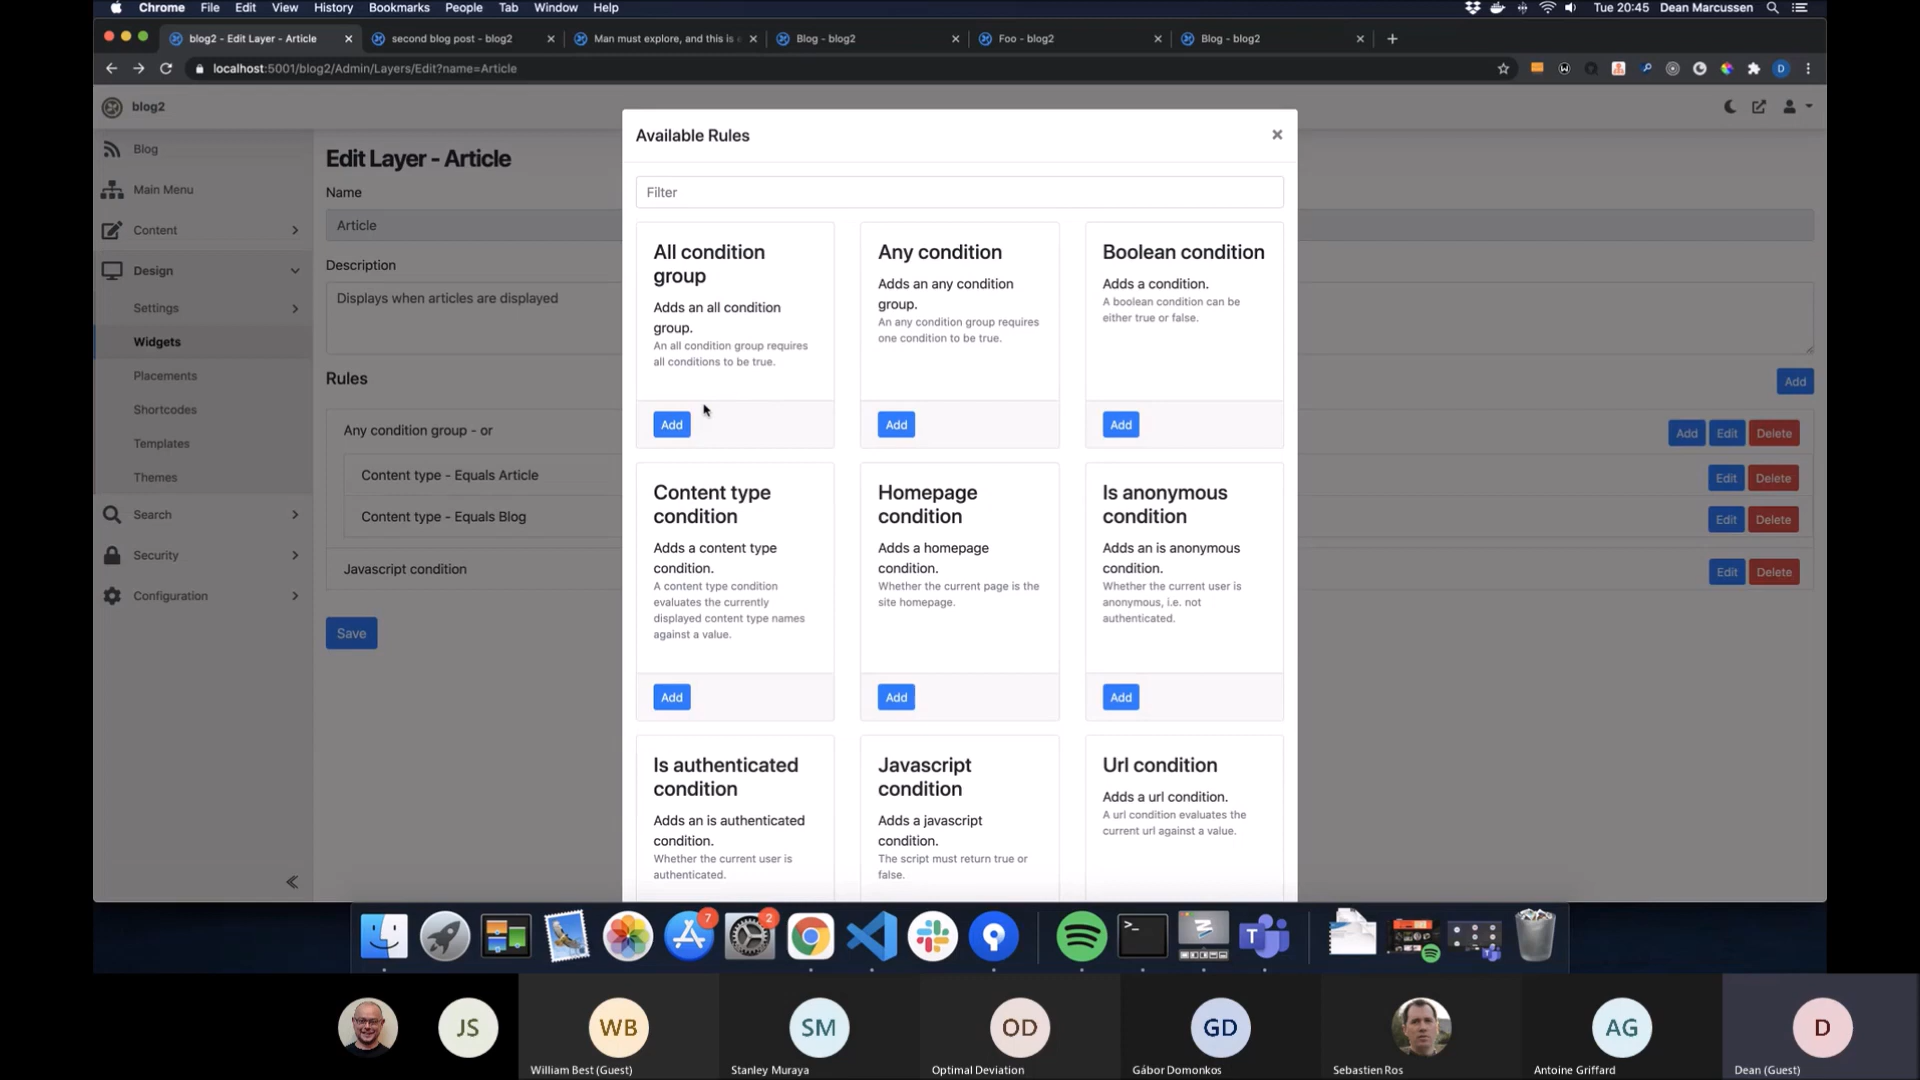 Chrome File Edit View History Bookmarks People Tab Window Help
Tue 20:45 Dean Marcussen
blog2 - Edit Layer - Article
second blog post - blog2
Man must explore, and this is
Blog - blog2
Foo - blog2
Blog - blog2
localhost:5001/blog2/Admin/Layers/Edit?name=Article
D
blog2
Blog
Main Menu
Content
Design
Settings
Widgets
Placements
Shortcodes
Templates
Themes
Search
Security
Configuration
Edit Layer - Article
Name
Article
Description
Displays when articles are displayed
Rules
Add
Any condition group - or
Add Edit Delete
Content type - Equals Article
Edit Delete
Content type - Equals Blog
Edit Delete
Javascript condition
Edit Delete
Save
Available Rules
Filter
All condition
group
Adds an all condition
group.
An all condition group requires
all conditions to be true.
Add
Any condition
Adds an any condition
group.
An any condition group requires
one condition to be true.
Add
Boolean condition
Adds a condition.
A boolean condition can be
either true or false.
Add
Content type
condition
Adds a content type
condition.
A content type condition
evaluates the currently
displayed content type names
against a value.
Add
Homepage
condition
Adds a homepage
condition.
Whether the current page is the
site homepage.
Add
Is anonymous
condition
Adds an is anonymous
condition.
Whether the current user is
anonymous, i.e. not
authenticated.
Add
Is authenticated
condition
Adds an is authenticated
condition.
Whether the current user is
authenticated.
Javascript
condition
Adds a javascript
condition.
The script must return true or
false.
Url condition
Adds a url condition.
A url condition evaluates the
current url against a value.
7
2
T
JS
WB
William Best (Guest)
SM
Stanley Muraya
OD
Optimal Deviation
GD
Gábor Domonkos
Sebastien Ros
AG
Antoine Griffard
D
Dean (Guest)